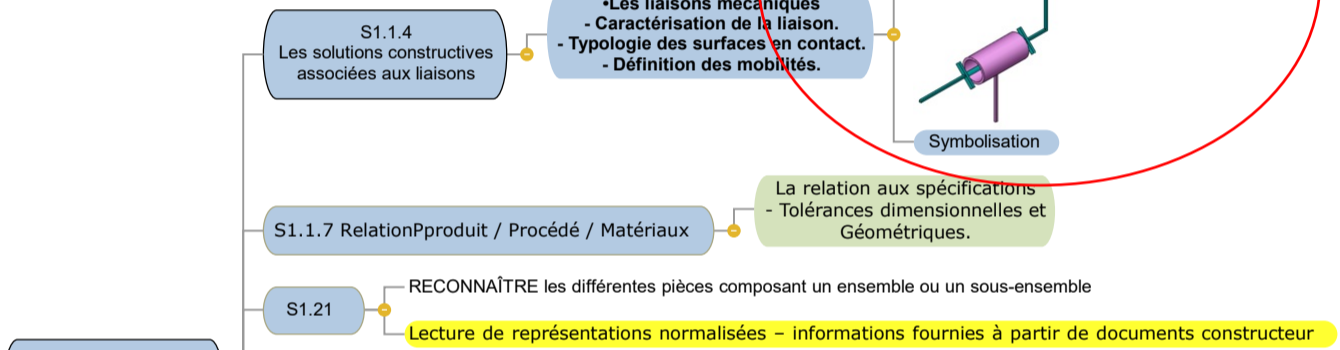 •Les liaisons mécaniques
S1.1.4
Les solutions constructives
associées aux liaisons
- Caractérisation de la liaison.
- Typologie des surfaces en contact.
- Définition des mobilités.
Symbolisation
S1.1.7 RelationPproduit / Procédé / Matériaux
La relation aux spécifications
- Tolérances dimensionnelles et
Géométriques.
S1.21
RECONNAÎTRE les différentes pièces composant un ensemble ou un sous-ensemble
Lecture de représentations normalisées – informations fournies à partir de documents constructeur